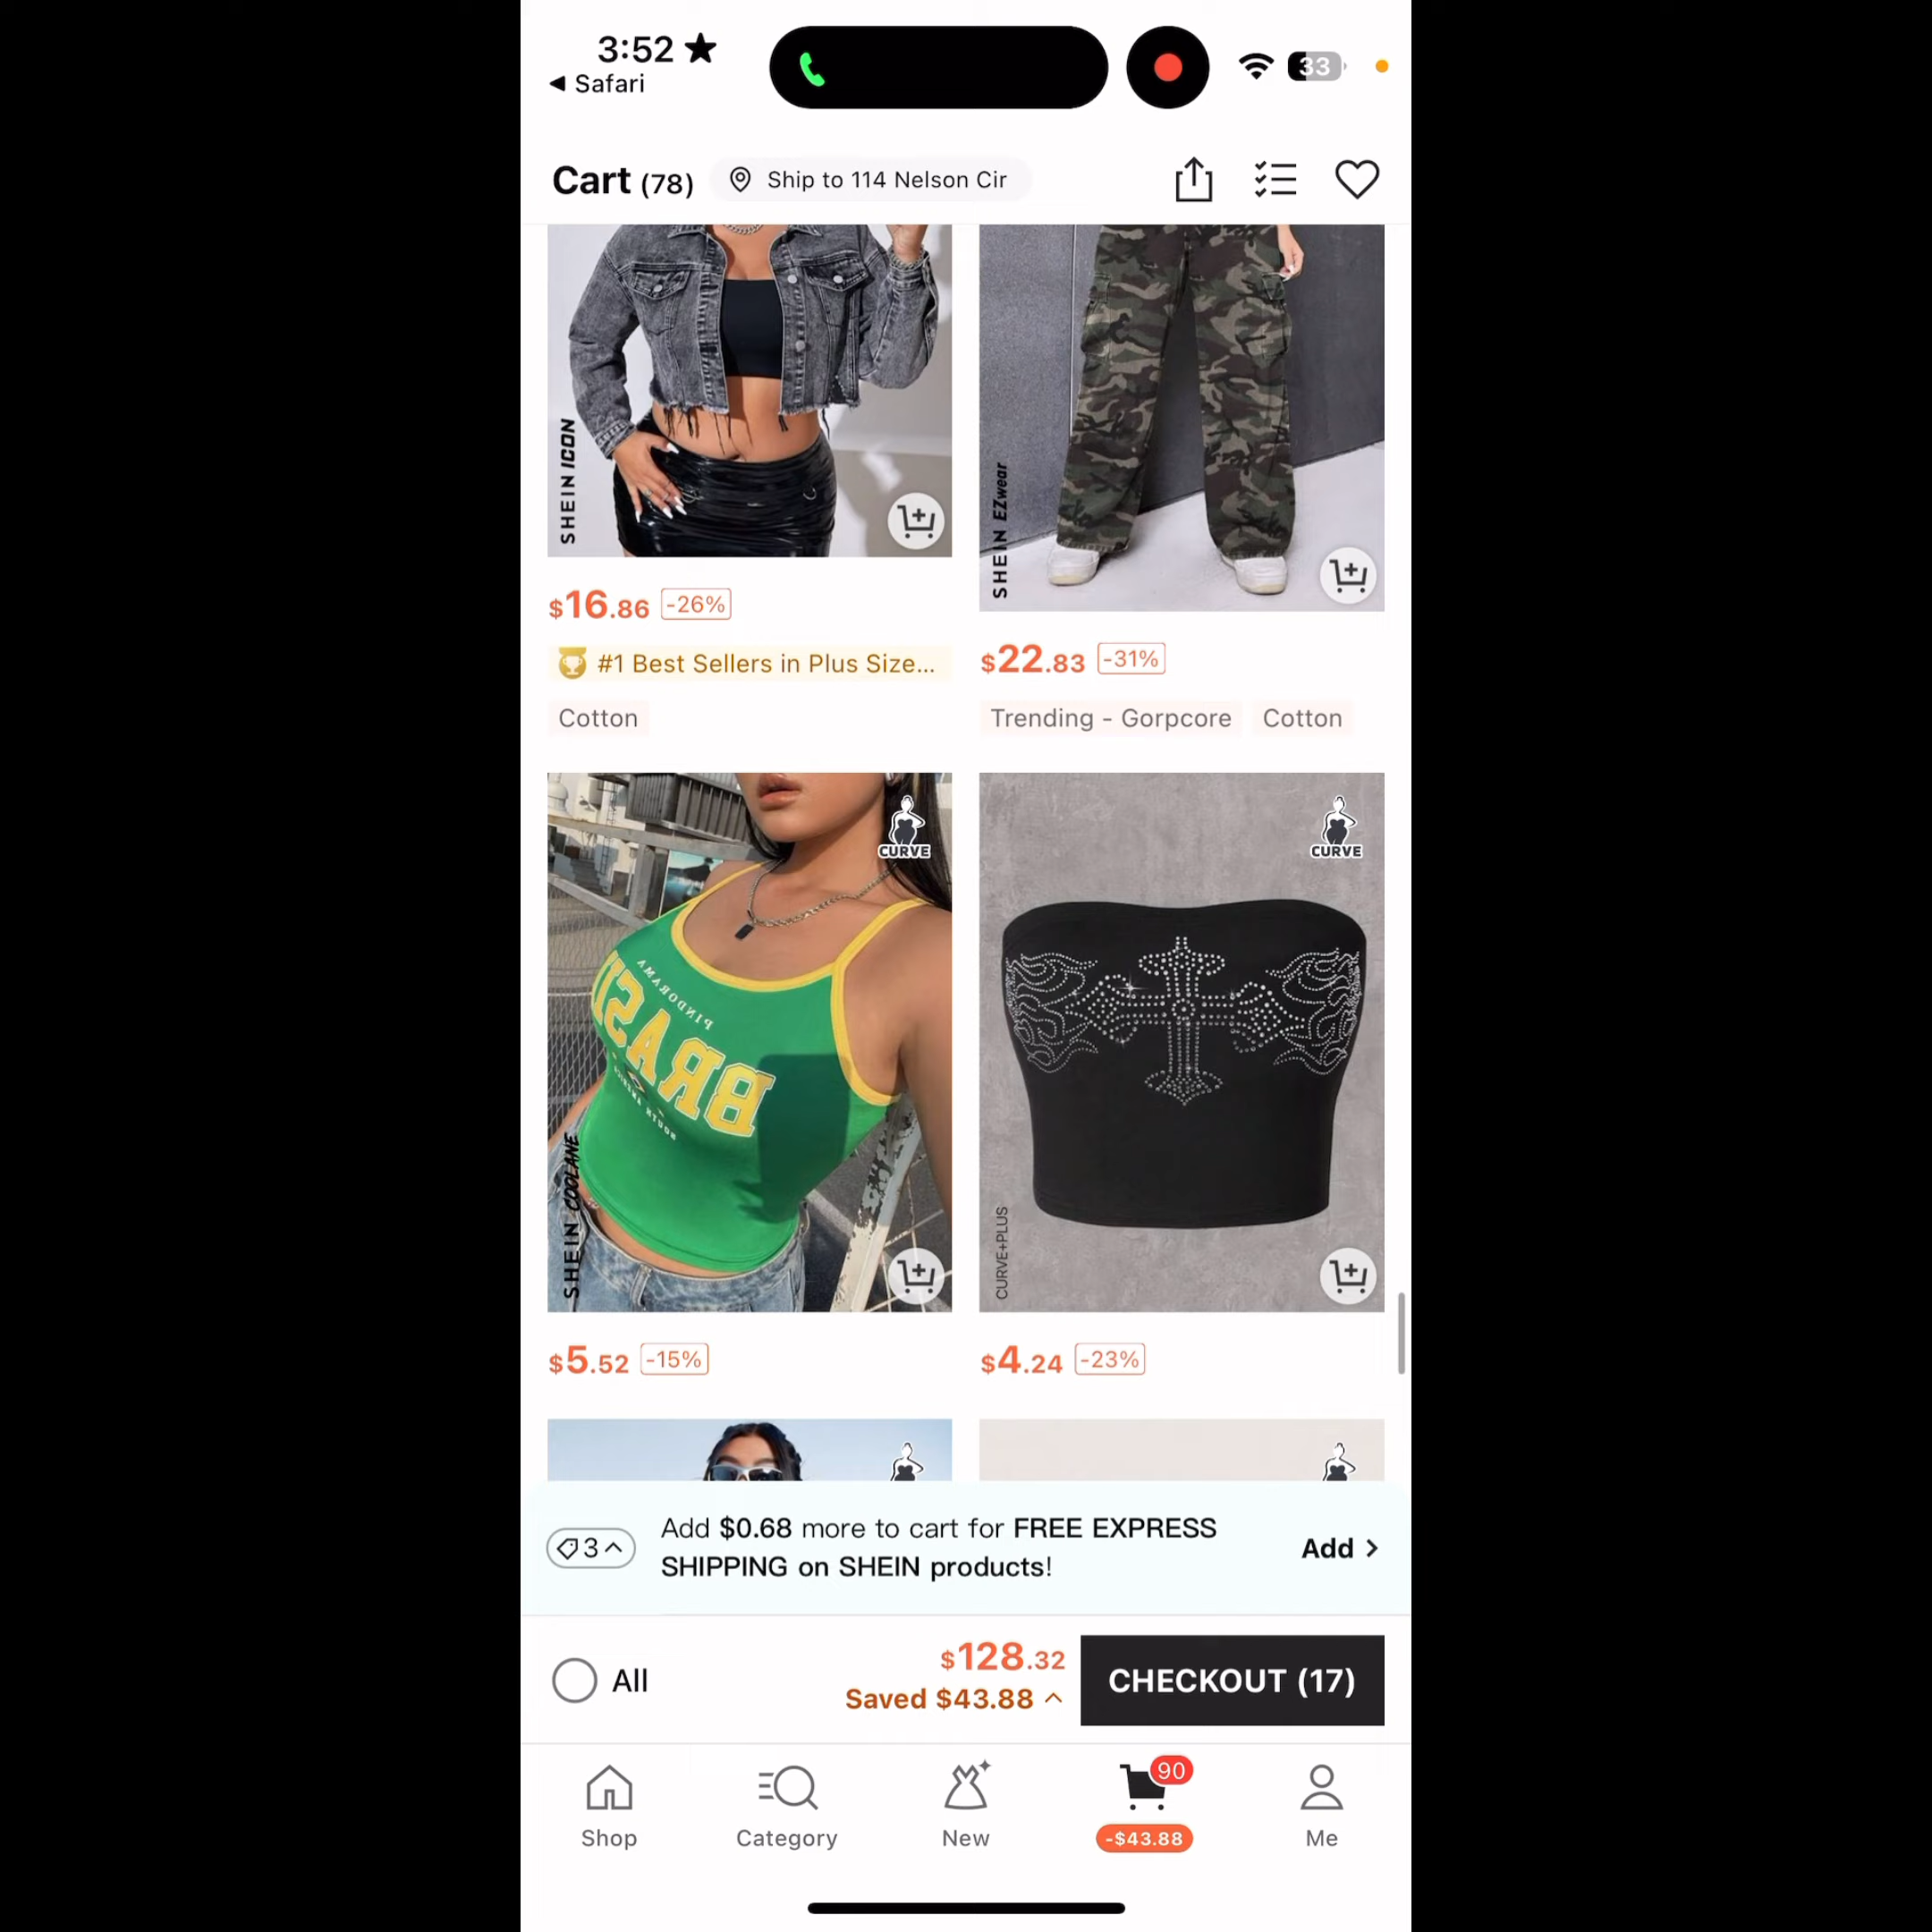 3:52
Safari
33
Cart (78)
Ship to 114 Nelson Cir
SHEIN ICON
SHEIN EZwear
$16.86 -26%
#1 Best Sellers in Plus Size...
Cotton
$22.83 -31%
Trending - Gorpcore Cotton
CURVE
PINDORAMA
BRASI
SHEIN COOLANE
CURVE
CURVE+PLUS
$5.52 -15%
$4.24 -23%
3
Add $0.68 more to cart for FREE EXPRESS
SHIPPING on SHEIN products!
Add
All
$128.32
Saved $43.88
CHECKOUT (17)
90
-$43.88
Shop
Category
New
Me